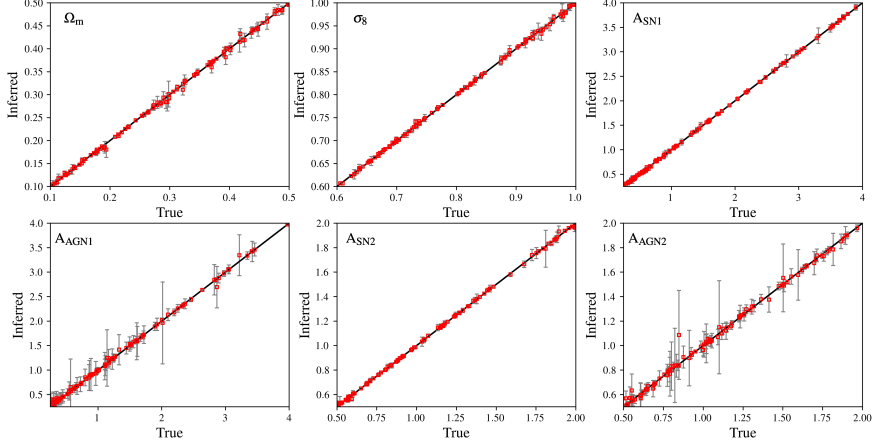 Ω_m
Inferred
0.50
0.45
0.40
0.35
0.30
0.25
0.20
0.15
0.10
0.1 0.2 0.3 0.4 0.5
True
σ_8
Inferred
1.00
0.95
0.90
0.85
0.80
0.75
0.70
0.65
0.60
0.6 0.7 0.8 0.9 1.0
True
A_SN1
Inferred
4.0
3.5
3.0
2.5
2.0
1.5
1.0
0.5
1 2 3 4
True
A_AGN1
Inferred
4.0
3.5
3.0
2.5
2.0
1.5
1.0
0.5
1 2 3 4
True
A_SN2
Inferred
2.0
1.8
1.6
1.4
1.2
1.0
0.8
0.6
0.50 0.75 1.00 1.25 1.50 1.75 2.00
True
A_AGN2
Inferred
2.0
1.8
1.6
1.4
1.2
1.0
0.8
0.6
0.50 0.75 1.00 1.25 1.50 1.75 2.00
True